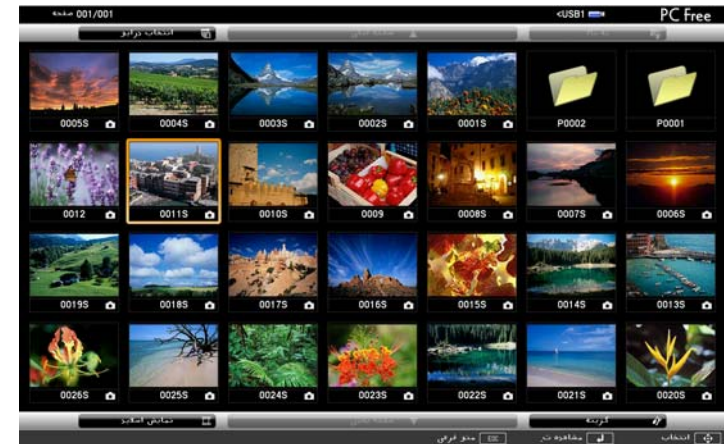 PC Free
<USB1
صفحه 001/001
انتخاب درایو
P0001
P0002
0001S
0002S
0003S
0004S
0005S
0006S
0007S
0008S
0009
0010S
0011S
0012
0013S
0014S
0015S
0016S
0017S
0018S
0019S
0020S
0021S
0022S
0023S
0024S
0025S
0026S
گزینه
نمایش اسلاید
انتخاب
Esc